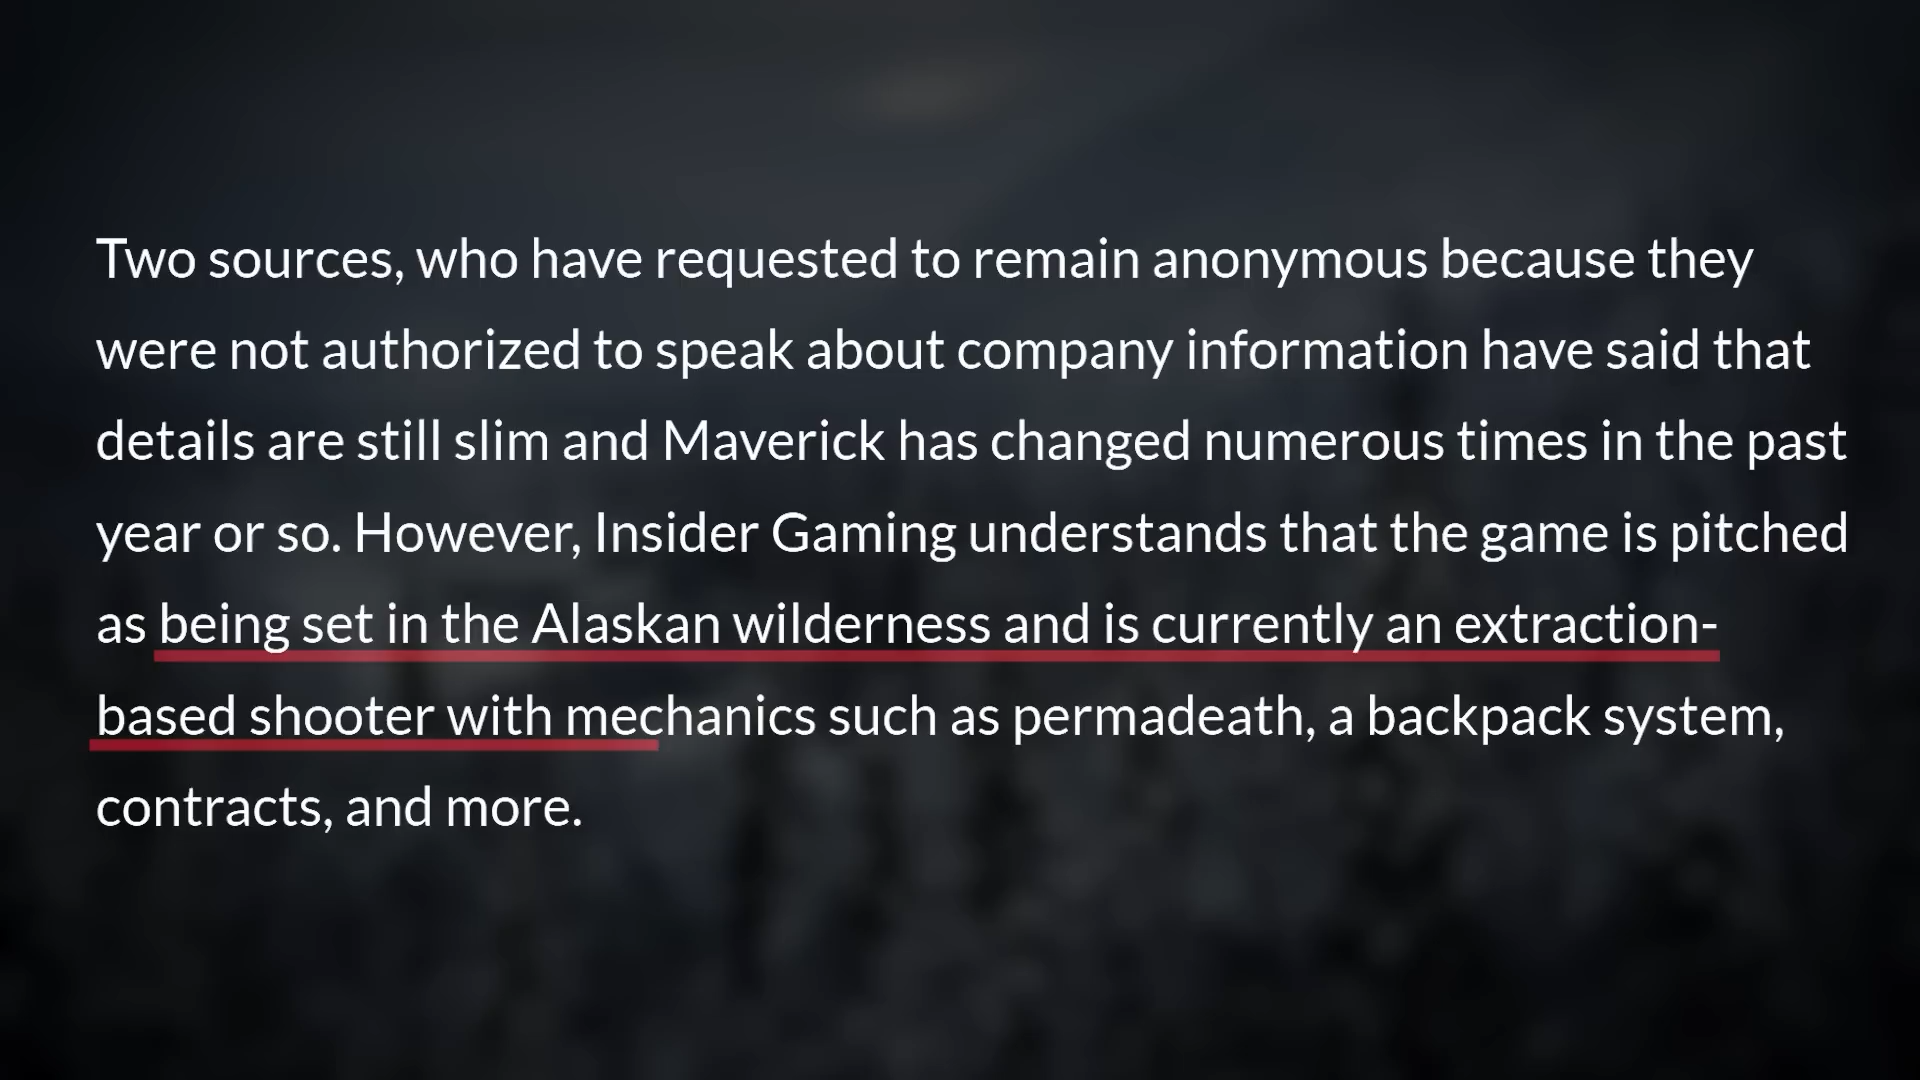 Two sources, who have requested to remain anonymous because they
were not authorized to speak about company information have said that
details are still slim and Maverick has changed numerous times in the past
year or so. However, Insider Gaming understands that the game is pitched
as being set in the Alaskan wilderness and is currently an extraction-
based shooter with mechanics such as permadeath, a backpack system,
contracts, and more.